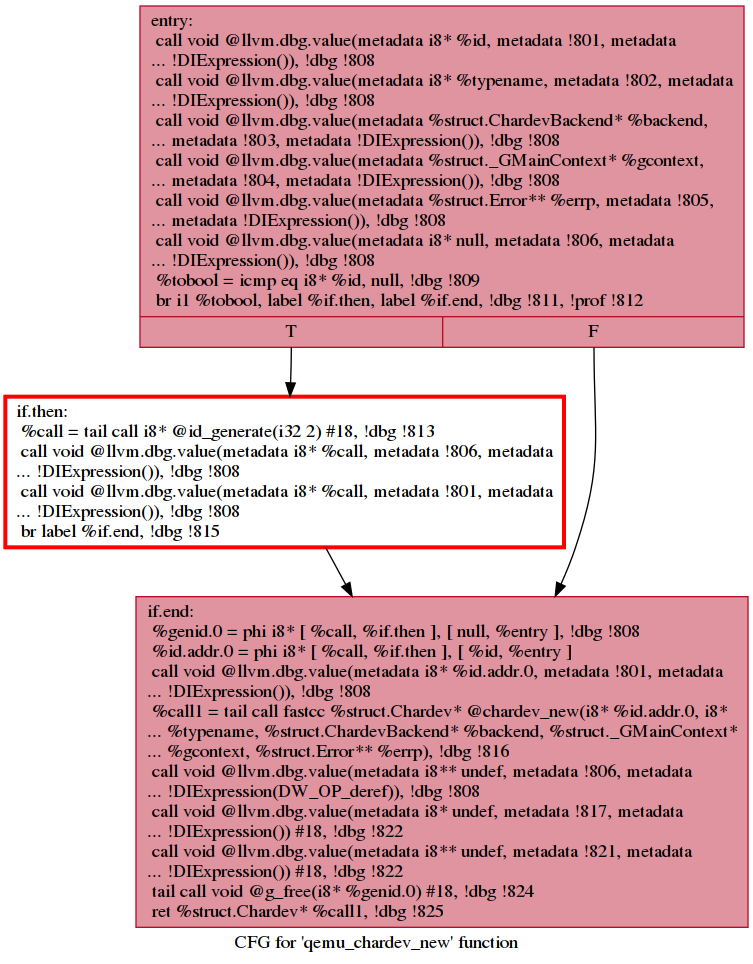 entry:
call void @llvm.dbg.value(metadata i8* %id, metadata !801, metadata
... !DIExpression()), !dbg !808
call void @llvm.dbg.value(metadata i8* %typename, metadata !802, metadata
... !DIExpression()), !dbg !808
call void @llvm.dbg.value(metadata %struct.ChardevBackend* %backend,
... metadata !803, metadata !DIExpression()), !dbg !808
call void @llvm.dbg.value(metadata %struct._GMainContext* %gcontext,
... metadata !804, metadata !DIExpression()), !dbg !808
call void @llvm.dbg.value(metadata %struct.Error** %errp, metadata !805,
... metadata !DIExpression()), !dbg !808
call void @llvm.dbg.value(metadata i8* null, metadata !806, metadata
... !DIExpression()), !dbg !808
%tobool = icmp eq i8* %id, null, !dbg !809
br i1 %tobool, label %if.then, label %if.end, !dbg !811, !prof !812
T F
if.then:
%call = tail call i8* @id_generate(i32 2) #18, !dbg !813
call void @llvm.dbg.value(metadata i8* %call, metadata !806, metadata
... !DIExpression()), !dbg !808
call void @llvm.dbg.value(metadata i8* %call, metadata !801, metadata
... !DIExpression()), !dbg !808
br label %if.end, !dbg !815
if.end:
%genid.0 = phi i8* [ %call, %if.then ], [ null, %entry ], !dbg !808
%id.addr.0 = phi i8* [ %call, %if.then ], [ %id, %entry ]
call void @llvm.dbg.value(metadata i8* %id.addr.0, metadata !801, metadata
... !DIExpression()), !dbg !808
%call1 = tail call fastcc %struct.Chardev* @chardev_new(i8* %id.addr.0, i8*
... %typename, %struct.ChardevBackend* %backend, %struct._GMainContext*
... %gcontext, %struct.Error** %errp), !dbg !816
call void @llvm.dbg.value(metadata i8** undef, metadata !806, metadata
... !DIExpression(DW_OP_deref)), !dbg !808
call void @llvm.dbg.value(metadata i8* undef, metadata !817, metadata
... !DIExpression()) #18, !dbg !822
call void @llvm.dbg.value(metadata i8** undef, metadata !821, metadata
... !DIExpression()) #18, !dbg !822
tail call void @g_free(i8* %genid.0) #18, !dbg !824
ret %struct.Chardev* %call1, !dbg !825
CFG for 'qemu_chardev_new' function